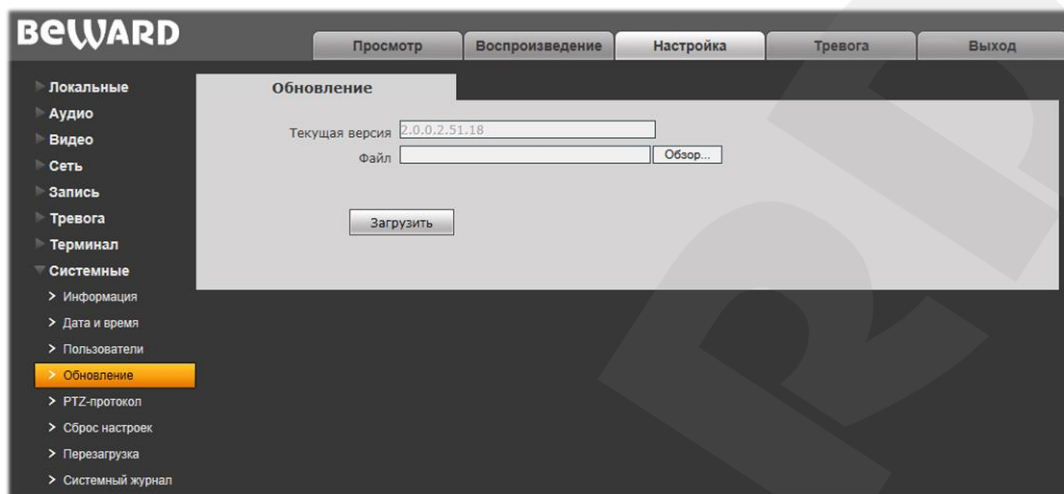 BEWARD
Просмотр
Воспроизведение
Настройка
Тревога
Выход
Локальные
Аудио
Видео
Сеть
Запись
Тревога
Терминал
Системные
Информация
Дата и время
Пользователи
Обновление
PTZ-протокол
Сброс настроек
Перезагрузка
Системный журнал
Обновление
Текущая версия 2.0.0.2.51.18
Файл Обзор...
Загрузить